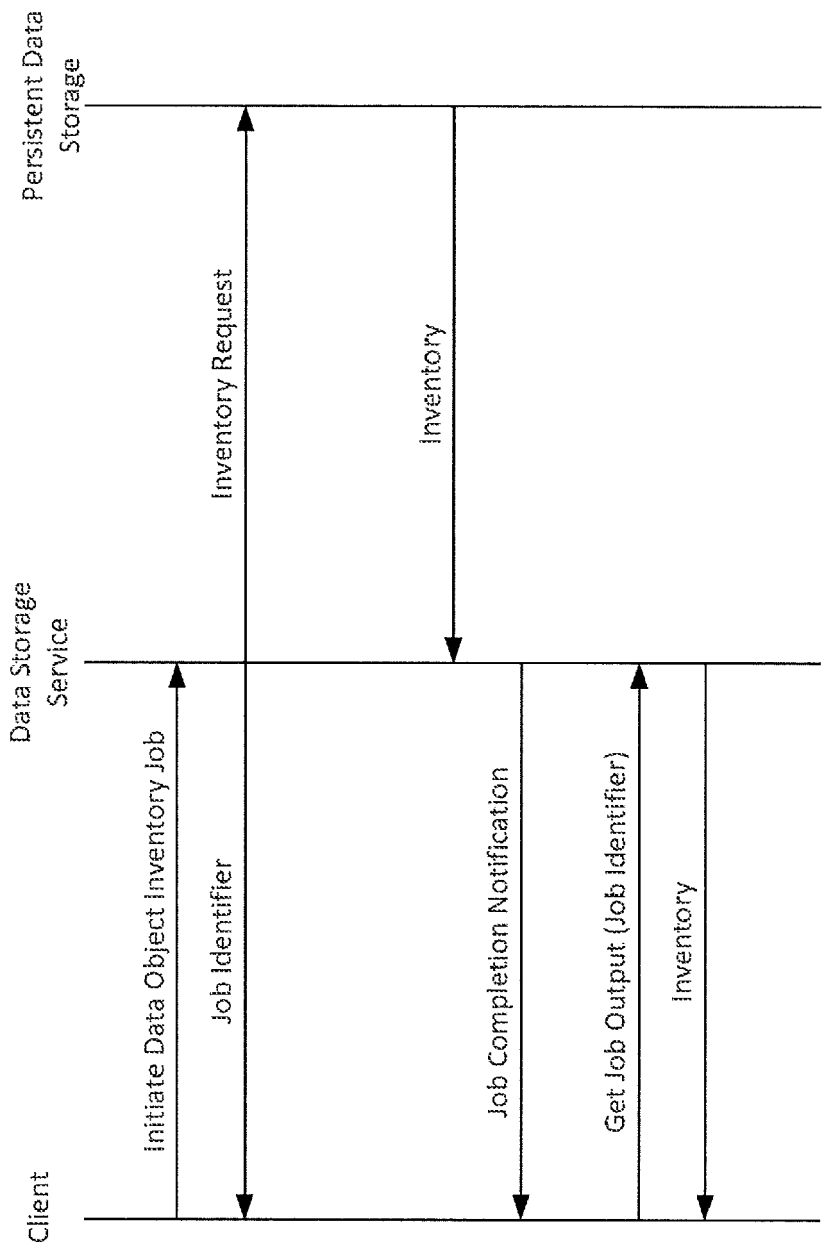 Client
Data Storage
Service
Persistent Data
Storage
Initiate Data Object Inventory Job
Job Identifier
Inventory Request
Inventory
Job Completion Notification
Get Job Output (Job Identifier)
Inventory